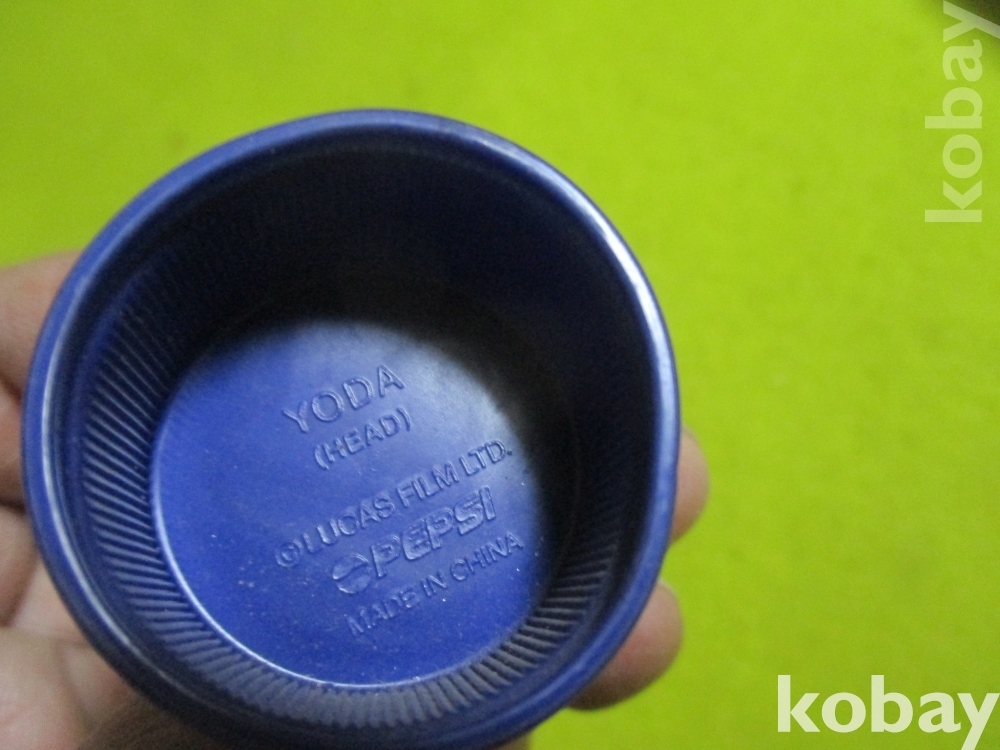 YODA
(HEAD)
©LUCAS FILM LTD.
PEPSI
MADE IN CHINA
kobay
kobay